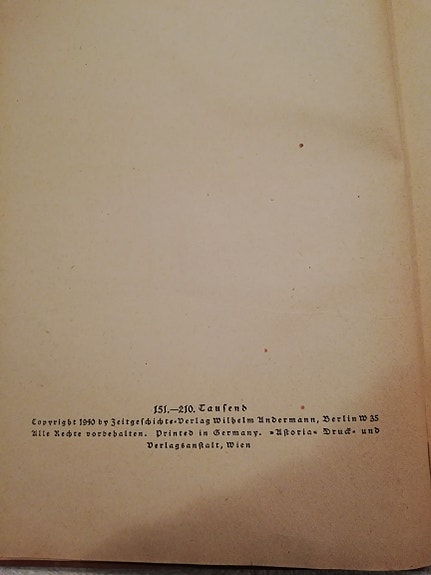 151.—210. Tauſend
Copyright 1940 by Zeitgeſchichte-Verlag Wilhelm Andermann, Berlin W 35
Alle Rechte vorbehalten. Printed in Germany. »Aſtoria« Druck- und
Verlagsanſtalt, Wien